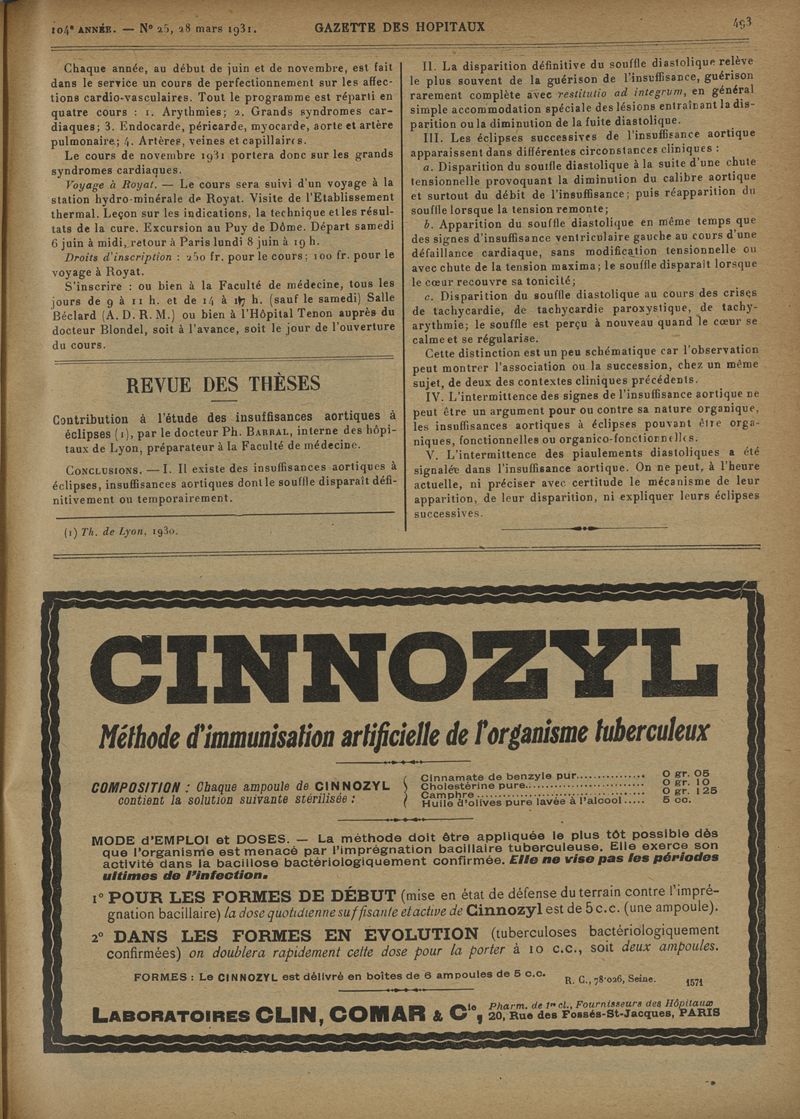 104e ANNÉE. — No 25, 28 mars 1931.
GAZETTE DES HOPITAUX
493
Chaque année, au début de juin et de novembre, est fait
dans le service un cours de perfectionnement sur les affec-
tions cardio-vasculaires. Tout le programme est réparti en
quatre cours : 1. Arythmies; 2. Grands syndromes car-
diaques; 3. Endocarde, péricarde, myocarde, aorte et artère
pulmonaire; 4. Artères, veines et capillaires.
Le cours de novembre 1931 portera donc sur les grands
syndromes cardiaques.
Voyage à Royat. — Le cours sera suivi d'un voyage à la
station hydro-minérale de Royat. Visite de l'Etablissement
thermal. Leçon sur les indications, la technique et les résul-
tats de la cure. Excursion au Puy de Dôme. Départ samedi
6 juin à midi, retour à Paris lundi 8 juin à 19 h.
Droits d'inscription : 250 fr. pour le cours; 100 fr. pour le
voyage à Royat.
S'inscrire : ou bien à la Faculté de médecine, tous les
jours de 9 à 11 h. et de 14 à 17 h. (sauf le samedi) Salle
Béclard (A. D. R. M.) ou bien à l'Hôpital Tenon auprès du
docteur Blondel, soit à l'avance, soit le jour de l'ouverture
du cours.
REVUE DES THÈSES
Contribution à l'étude des insuffisances aortiques à
éclipses (1), par le docteur Ph. BARRAL, interne des hôpi-
taux de Lyon, préparateur à la Faculté de médecine.
CONCLUSIONS. — I. Il existe des insuffisances aortiques à
éclipses, insuffisances aortiques dont le souffle disparaît défi-
nitivement ou temporairement.
(1) Th. de Lyon, 1930.
II. La disparition définitive du souffle diastolique relève
le plus souvent de la guérison de l'insuffisance, guérison
rarement complète avec restitutio ad integrum, en général
simple accommodation spéciale des lésions entraînant la dis-
parition ou la diminution de la fuite diastolique.
III. Les éclipses successives de l'insuffisance aortique
apparaissent dans différentes circonstances cliniques :
a. Disparition du souffle diastolique à la suite d'une chute
tensionnelle provoquant la diminution du calibre aortique
et surtout du débit de l'insuffisance; puis réapparition du
souffle lorsque la tension remonte;
b. Apparition du souffle diastolique en même temps que
des signes d'insuffisance ventriculaire gauche au cours d'une
défaillance cardiaque, sans modification tensionnelle ou
avec chute de la tension maxima; le souffle disparaît lorsque
le cœur recouvre sa tonicité;
c. Disparition du souffle diastolique au cours des crises
de tachycardie, de tachycardie paroxystique, de tachy-
arythmie; le souffle est perçu à nouveau quand le cœur se
calme et se régularise.
Cette distinction est un peu schématique car l'observation
peut montrer l'association ou la succession, chez un même
sujet, de deux des contextes cliniques précédents.
IV. L'intermittence des signes de l'insuffisance aortique ne
peut être un argument pour ou contre sa nature organique,
les insuffisances aortiques à éclipses pouvant être orga-
niques, fonctionnelles ou organico-fonctionnelles.
V. L'intermittence des piaulements diastoliques a été
signalée dans l'insuffisance aortique. On ne peut, à l'heure
actuelle, ni préciser avec certitude le mécanisme de leur
apparition, de leur disparition, ni expliquer leurs éclipses
successives.
CINNOZYL
Méthode d'immunisation artificielle de l'organisme tuberculeux
COMPOSITION : Chaque ampoule de CINNOZYL
contient la solution suivante stérilisée :
Cinnamate de benzyle pur............... 0 gr. 05
Cholestérine pure............... 0 gr. 10
Camphre............... 0 gr. 125
Huile d'olives pure lavée à l'alcool..... 5 cc.
MODE d'EMPLOI et DOSES. — La méthode doit être appliquée le plus tôt possible dès
que l'organisme est menacé par l'imprégnation bacillaire tuberculeuse. Elle exerce son
activité dans la bacillose bactériologiquement confirmée. Elle ne vise pas les périodes
ultimes de l'infection.
1o POUR LES FORMES DE DÉBUT (mise en état de défense du terrain contre l'impré-
gnation bacillaire) la dose quotidienne suffisante et active de Cinnozyl est de 5 c.c. (une ampoule).
2o DANS LES FORMES EN ÉVOLUTION (tuberculoses bactériologiquement
confirmées) on doublera rapidement cette dose pour la porter à 10 c.c., soit deux ampoules.
FORMES : Le CINNOZYL est délivré en boîtes de 6 ampoules de 5 c.c.
R. C., 78-026, Seine.
1571
LABORATOIRES CLIN, COMAR & Cie,
Pharm. de 1re cl., Fournisseurs des Hôpitaux
20, Rue des Fossés-St-Jacques, PARIS